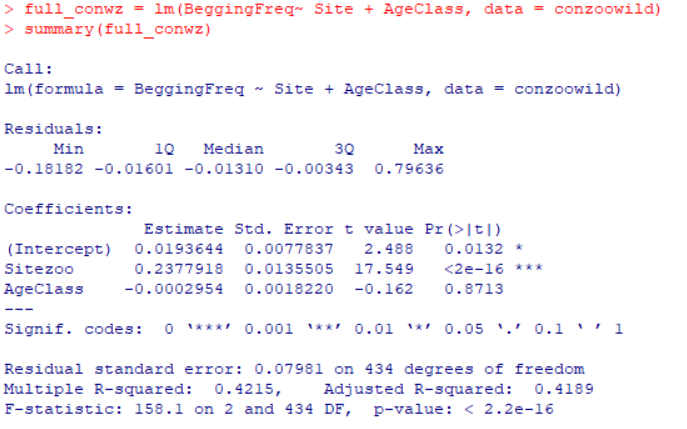 > full_conwz = lm(BeggingFreq~ Site + AgeClass, data = conzoowild)
> summary(full_conwz)
Call:
lm(formula = BeggingFreq ~ Site + AgeClass, data = conzoowild)
Residuals:
     Min       1Q   Median       3Q      Max
-0.18182 -0.01601 -0.01310 -0.00343  0.79636
Coefficients:
              Estimate Std. Error t value Pr(>|t|)
(Intercept)  0.0193644  0.0077837   2.488   0.0132 *
Sitezoo      0.2377918  0.0135505  17.549   <2e-16 ***
AgeClass    -0.0002954  0.0018220  -0.162   0.8713
---
Signif. codes:  0 ‘***’ 0.001 ‘**’ 0.01 ‘*’ 0.05 ‘.’ 0.1 ‘ ’ 1
Residual standard error: 0.07981 on 434 degrees of freedom
Multiple R-squared:  0.4215,    Adjusted R-squared:  0.4189
F-statistic: 158.1 on 2 and 434 DF,  p-value: < 2.2e-16